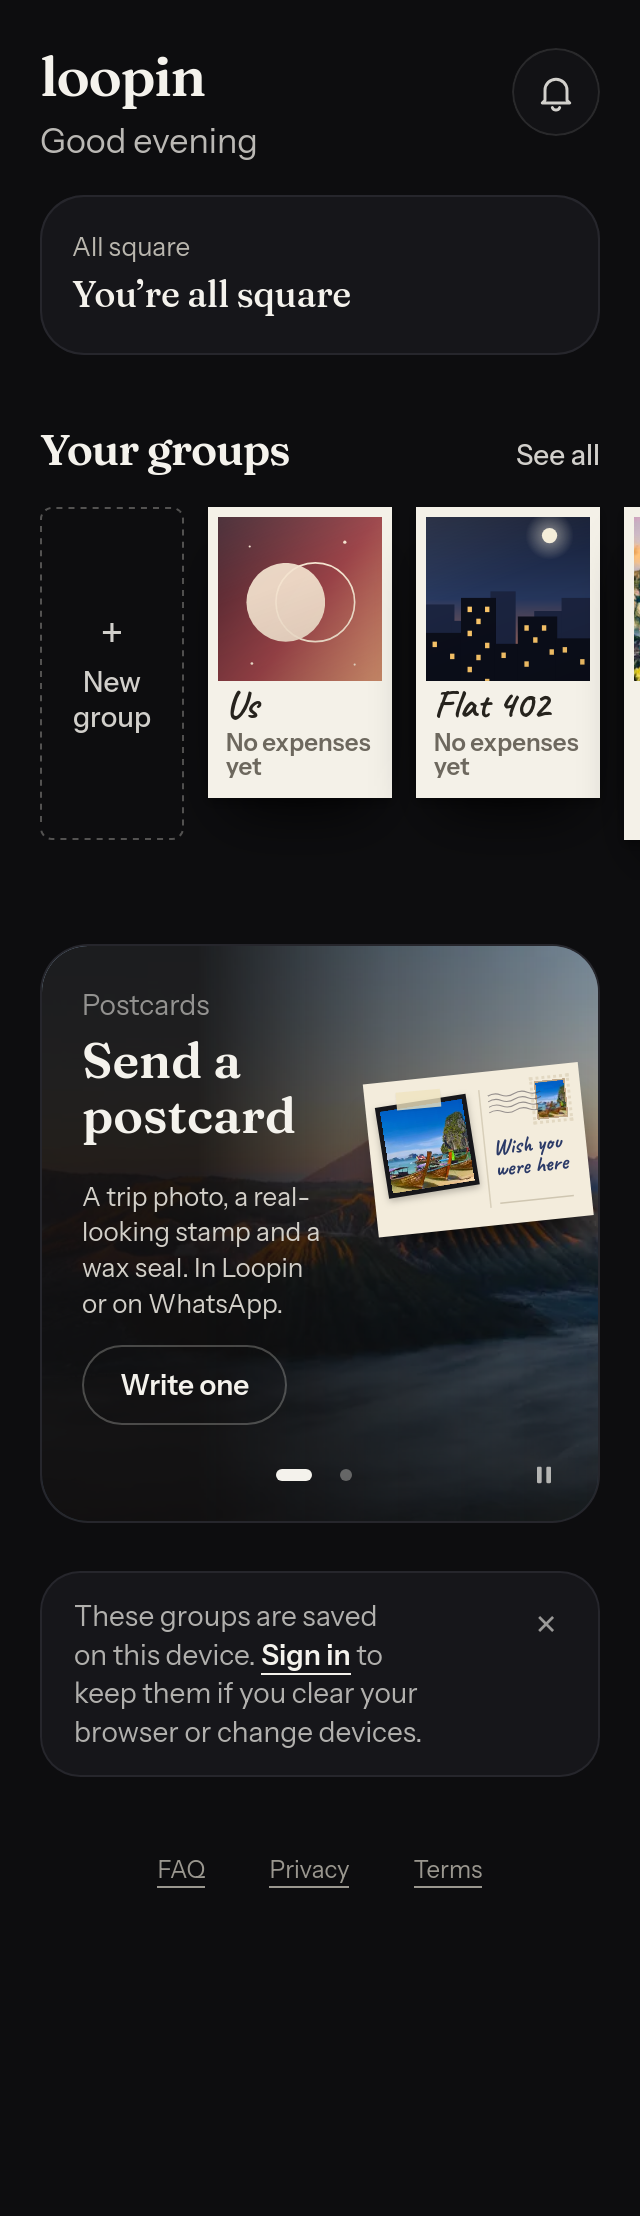 loopin
Good evening
All square
You’re all square
Your groups
See all
+
New
group
Us
No expenses
yet
Flat 402
No expenses
yet
Postcards
Send a
postcard
Wish you
were here
A trip photo, a real-
looking stamp and a
wax seal. In Loopin
or on WhatsApp.
Write one
These groups are saved
on this device. Sign in to
keep them if you clear your
browser or change devices.
FAQ
Privacy
Terms